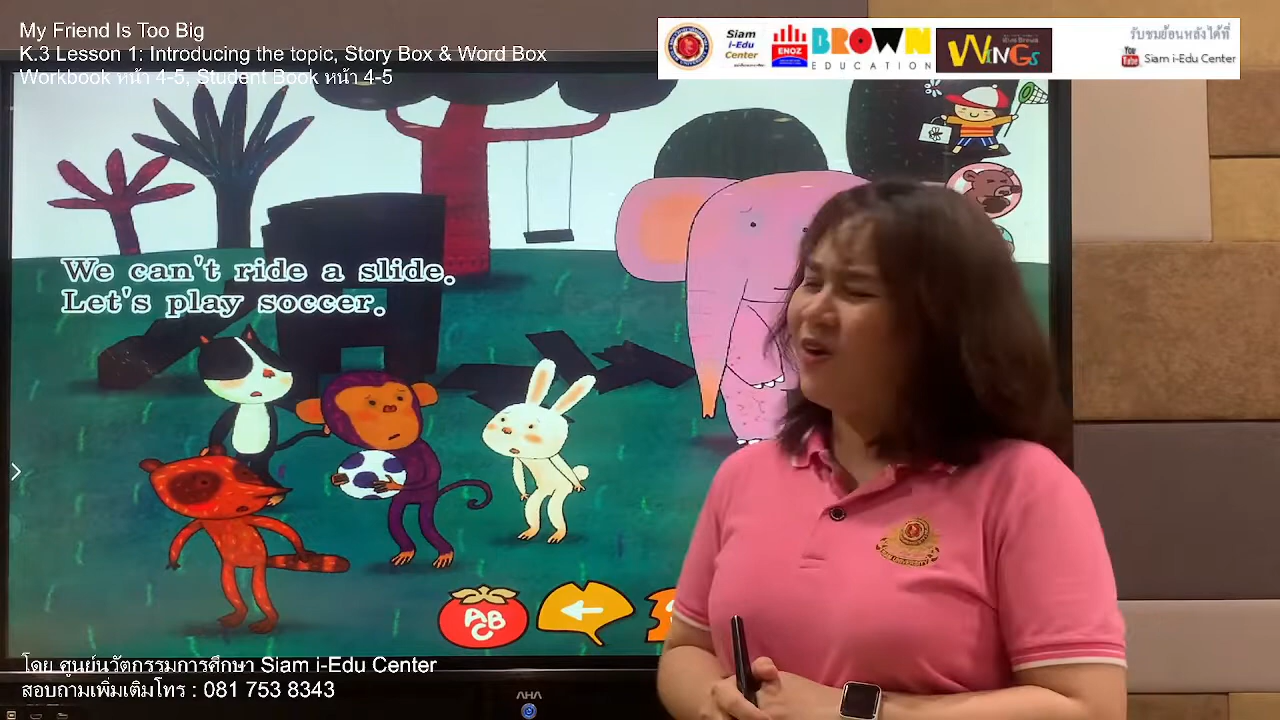 My Friend Is Too Big
K 3 Lesson 1: Introducing the topic, Story Box & Word Box
Workbook หน้า 4-5, Student Book หน้า 4-5
Siam
i-Edu
Center
ENOZ
BROWN
EDUCATION
WINGS
รับชมย้อนหลังได้ที่
You
Tube
Siam i-Edu Center
We can't ride a slide.
Let's play soccer.
ABC
โดย ศูนย์นวัตกรรมการศึกษา Siam i-Edu Center
สอบถามเพิ่มเติมโทร : 081 753 8343
AHA